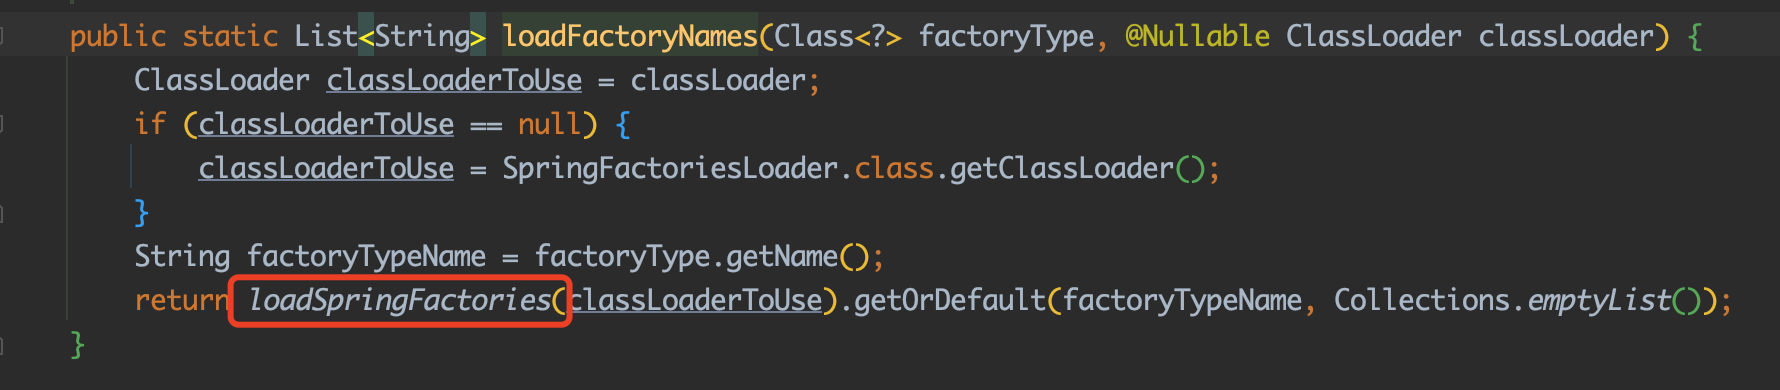 public static List<String> loadFactoryNames(Class<?> factoryType, @Nullable ClassLoader classLoader) {
ClassLoader classLoaderToUse = classLoader;
if (classLoaderToUse == null) {
classLoaderToUse = SpringFactoriesLoader.class.getClassLoader();
}
String factoryTypeName = factoryType.getName();
return loadSpringFactories(classLoaderToUse).getOrDefault(factoryTypeName, Collections.emptyList());
}